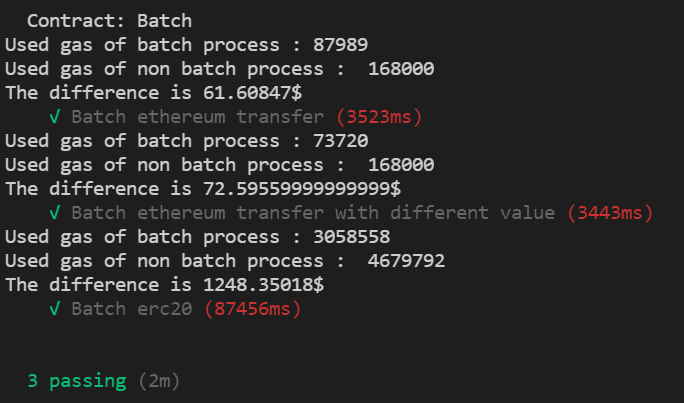 Contract: Batch
Used gas of batch process : 87989
Used gas of non batch process :  168000
The difference is 61.60847$
√ Batch ethereum transfer (3523ms)
Used gas of batch process : 73720
Used gas of non batch process :  168000
The difference is 72.59559999999999$
√ Batch ethereum transfer with different value (3443ms)
Used gas of batch process : 3058558
Used gas of non batch process :  4679792
The difference is 1248.35018$
√ Batch erc20 (87456ms)
3 passing (2m)